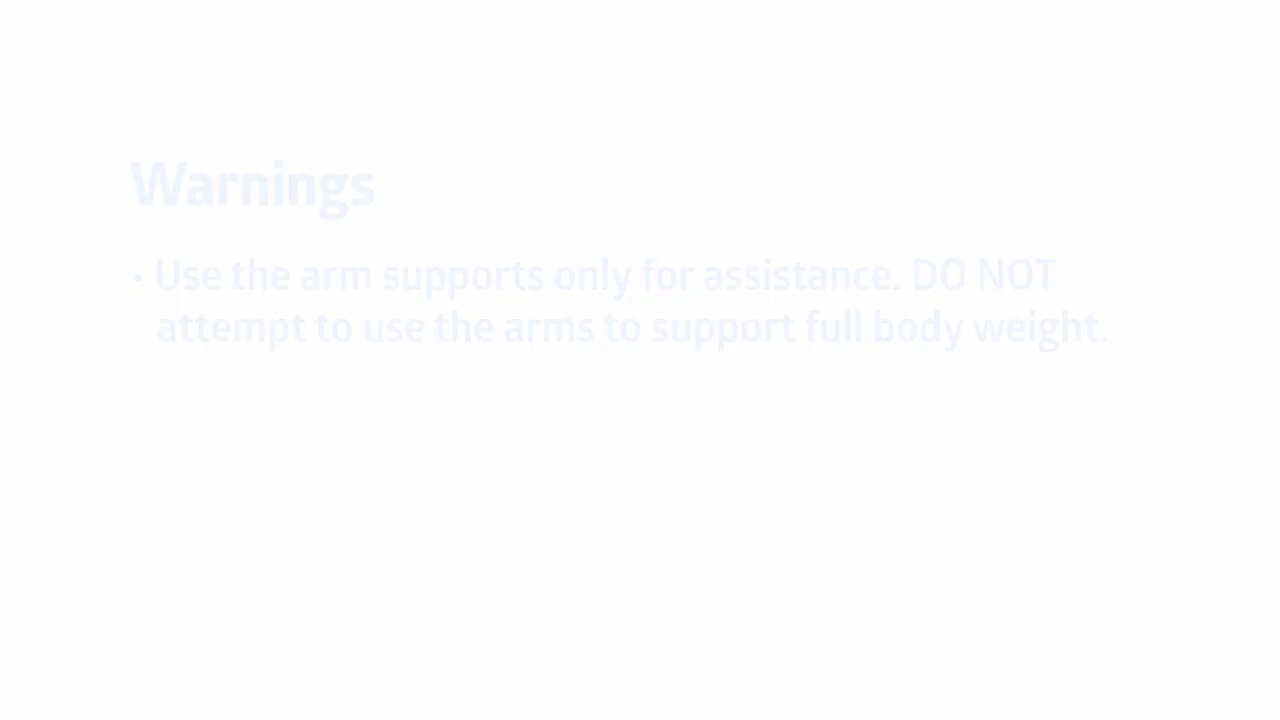 Warnings
· Use the arm supports only for assistance. DO NOT
attempt to use the arms to support full body weight.